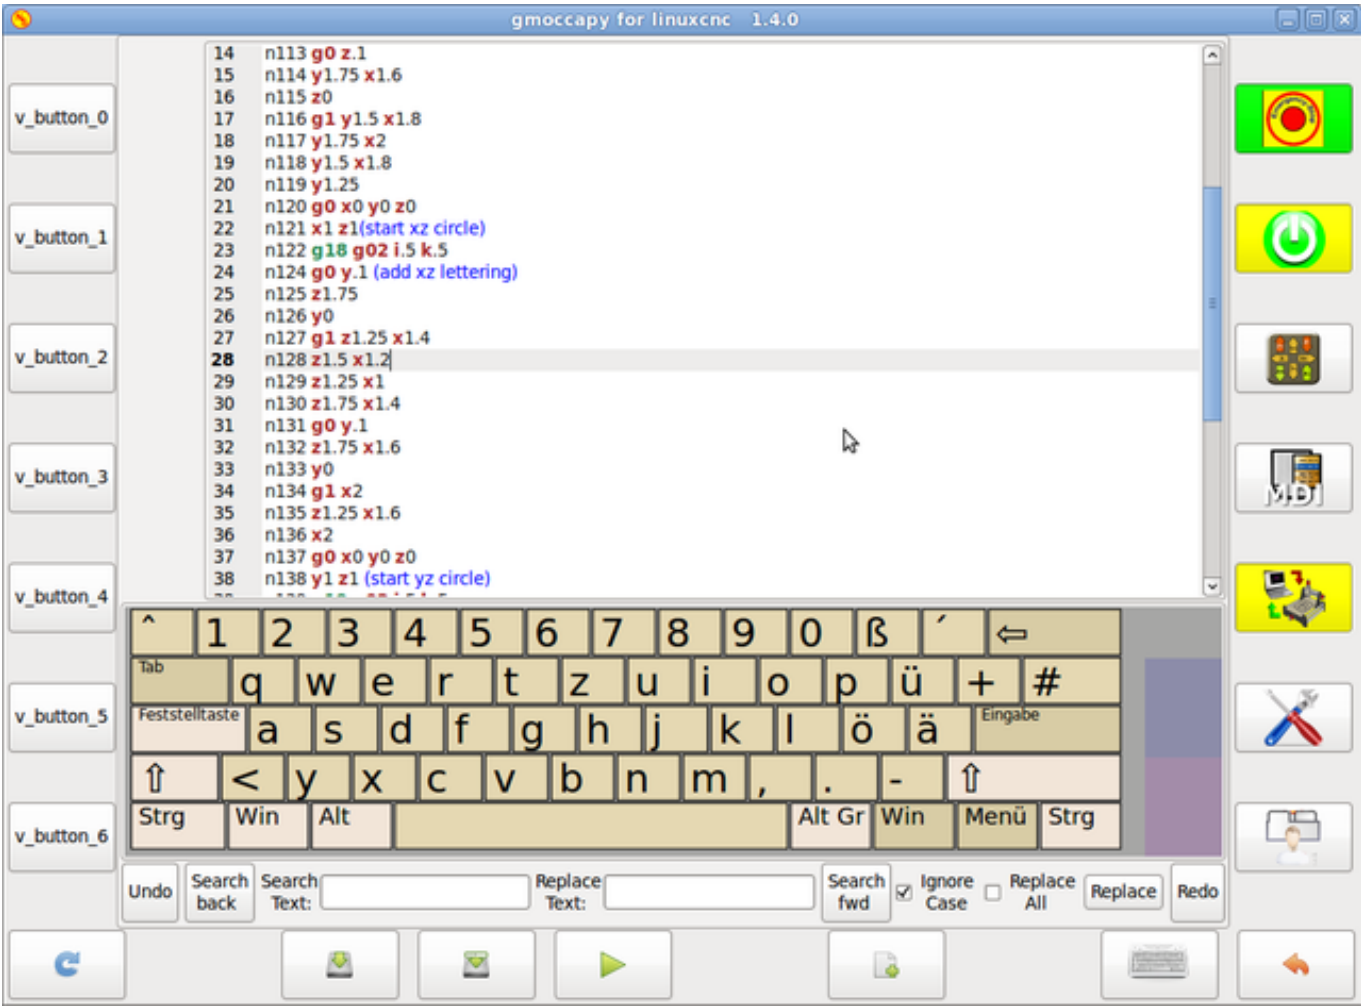 gmoccapy for linuxcnc 1.4.0
v_button_0
v_button_1
v_button_2
v_button_3
v_button_4
v_button_5
v_button_6
14 n113 g0 z.1
15 n114 y1.75 x1.6
16 n115 z0
17 n116 g1 y1.5 x1.8
18 n117 y1.75 x2
19 n118 y1.5 x1.8
20 n119 y1.25
21 n120 g0 x0 y0 z0
22 n121 x1 z1(start xz circle)
23 n122 g18 g02 i.5 k.5
24 n124 g0 y.1 (add xz lettering)
25 n125 z1.75
26 n126 y0
27 n127 g1 z1.25 x1.4
28 n128 z1.5 x1.2
29 n129 z1.25 x1
30 n130 z1.75 x1.4
31 n131 g0 y.1
32 n132 z1.75 x1.6
33 n133 y0
34 n134 g1 x2
35 n135 z1.25 x1.6
36 n136 x2
37 n137 g0 x0 y0 z0
38 n138 y1 z1 (start yz circle)
^ 1 2 3 4 5 6 7 8 9 0 ß ´ ⇦
Tab q w e r t z u i o p ü + #
Feststelltaste a s d f g h j k l ö ä Eingabe
⇧ < y x c v b n m , . - ⇧
Strg Win Alt Alt Gr Win Menü Strg
Undo
Search back
Search Text:
Replace Text:
Search fwd
Ignore Case
Replace All
Replace
Redo
MDI